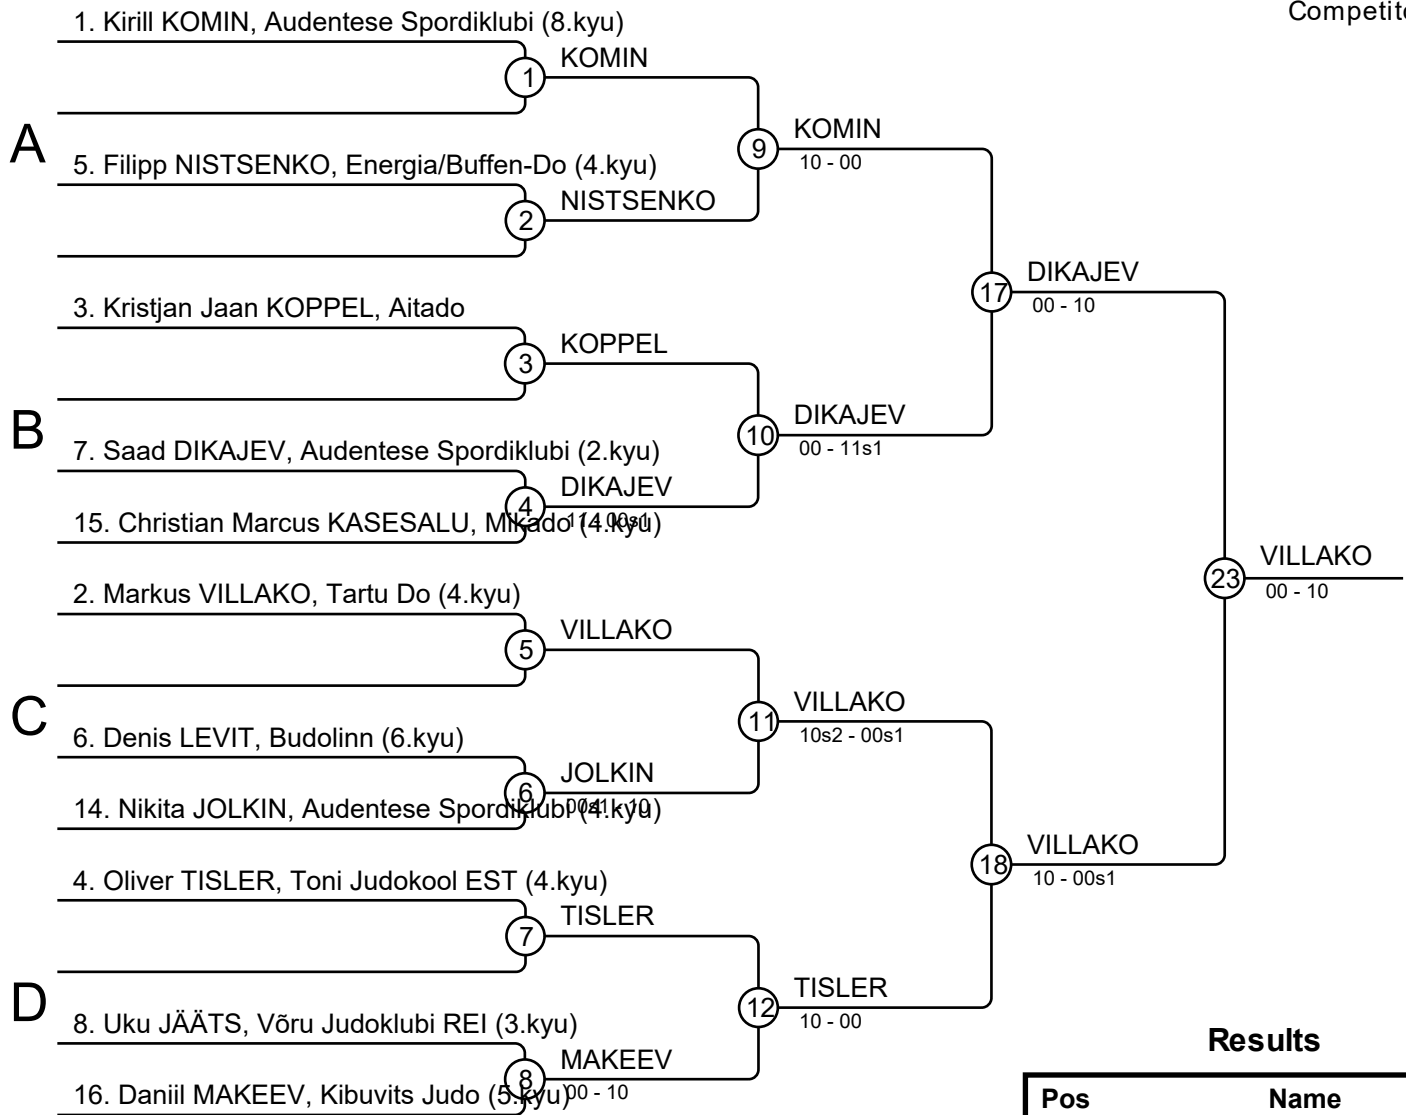 Competito
1. Kirill KOMIN, Audentese Spordiklubi (8.kyu)
1
KOMIN
A
9
KOMIN
10 - 00
5. Filipp NISTSENKO, Energia/Buffen-Do (4.kyu)
2
NISTSENKO
17
DIKAJEV
00 - 10
3. Kristjan Jaan KOPPEL, Aitado
3
KOPPEL
B
10
DIKAJEV
00 - 11s1
7. Saad DIKAJEV, Audentese Spordiklubi (2.kyu)
4
DIKAJEV
11 - 00s1
15. Christian Marcus KASESALU, Mikado (4.kyu)
23
VILLAKO
00 - 10
2. Markus VILLAKO, Tartu Do (4.kyu)
5
VILLAKO
C
11
VILLAKO
10s2 - 00s1
6. Denis LEVIT, Budolinn (6.kyu)
6
JOLKIN
00s1 - 10
14. Nikita JOLKIN, Audentese Spordiklubi (4.kyu)
18
VILLAKO
10 - 00s1
4. Oliver TISLER, Toni Judokool EST (4.kyu)
7
TISLER
D
12
TISLER
10 - 00
8. Uku JÄÄTS, Võru Judoklubi REI (3.kyu)
8
MAKEEV
00 - 10
16. Daniil MAKEEV, Kibuvits Judo (5.kyu)
Results
Pos Name